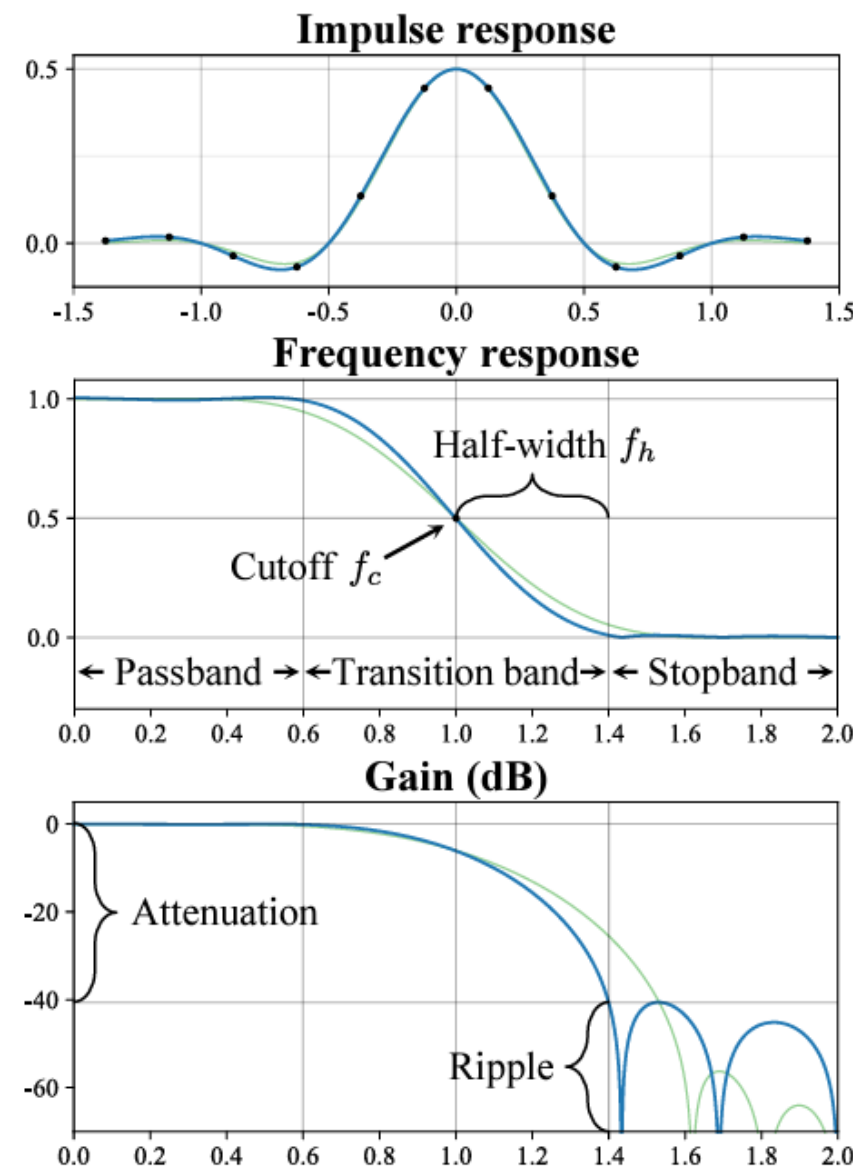 Impulse response
0.5
0.0
-1.5 -1.0 -0.5 0.0 0.5 1.0 1.5
Frequency response
1.0
Half-width f_h
0.5
Cutoff f_c
0.0
Passband Transition band Stopband
0.0 0.2 0.4 0.6 0.8 1.0 1.2 1.4 1.6 1.8 2.0
Gain (dB)
0
Attenuation
-20
-40
Ripple
-60
0.0 0.2 0.4 0.6 0.8 1.0 1.2 1.4 1.6 1.8 2.0